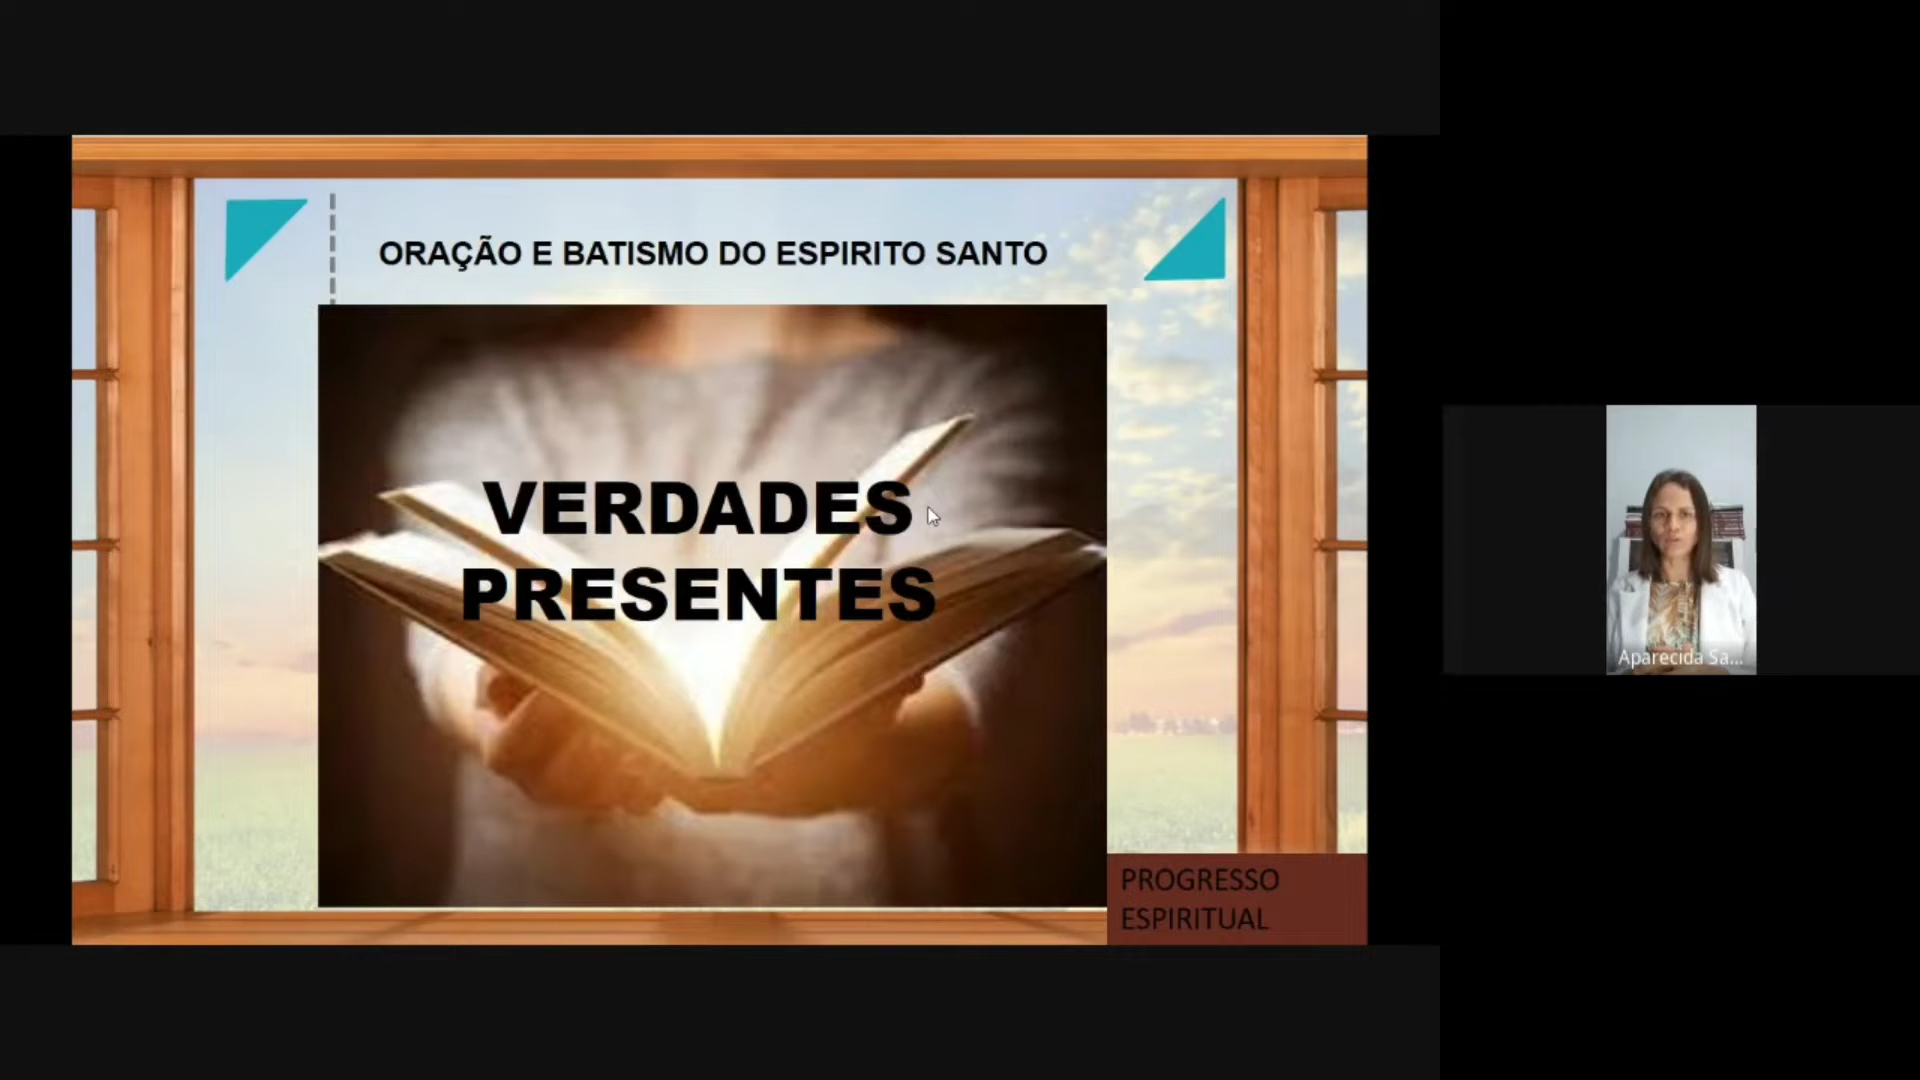 ORAÇÃO E BATISMO DO ESPIRITO SANTO
VERDADES
PRESENTES
PROGRESSO
ESPIRITUAL
Aparecida Sa...